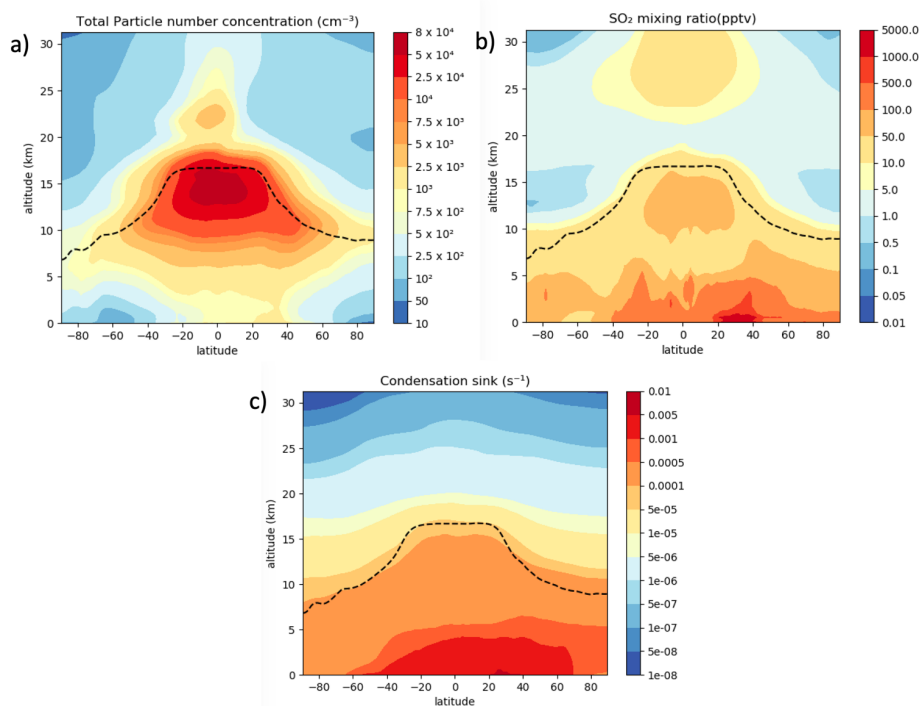 a)
Total Particle number concentration (cm⁻³)
altitude (km)
30
25
20
15
10
5
0
−80 −60 −40 −20 0 20 40 60 80
latitude
8 x 10⁴
5 x 10⁴
2.5 x 10⁴
10⁴
7.5 x 10³
5 x 10³
2.5 x 10³
10³
7.5 x 10²
5 x 10²
2.5 x 10²
10²
50
10
b)
SO₂ mixing ratio(pptv)
altitude (km)
30
25
20
15
10
5
0
−80 −60 −40 −20 0 20 40 60 80
latitude
5000.0
1000.0
500.0
100.0
50.0
10.0
5.0
1.0
0.5
0.1
0.01
c)
Condensation sink (s⁻¹)
altitude (km)
30
25
20
15
10
5
0
−80 −60 −40 −20 0 20 40 60 80
latitude
0.01
0.005
0.001
0.0005
0.0001
5e-05
1e-05
5e-06
1e-06
5e-07
1e-07
5e-08
1e-08